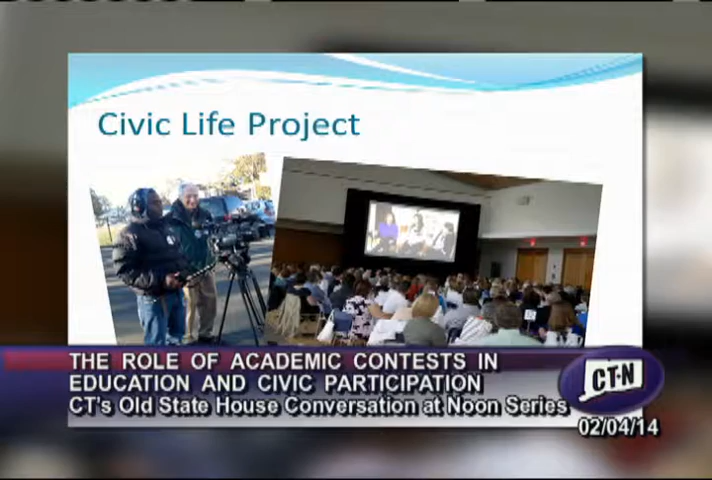 Civic Life Project
THE ROLE OF ACADEMIC CONTESTS IN
EDUCATION AND CIVIC PARTICIPATION
CT's Old State House Conversation at Noon Series
CT-N
02/04/14